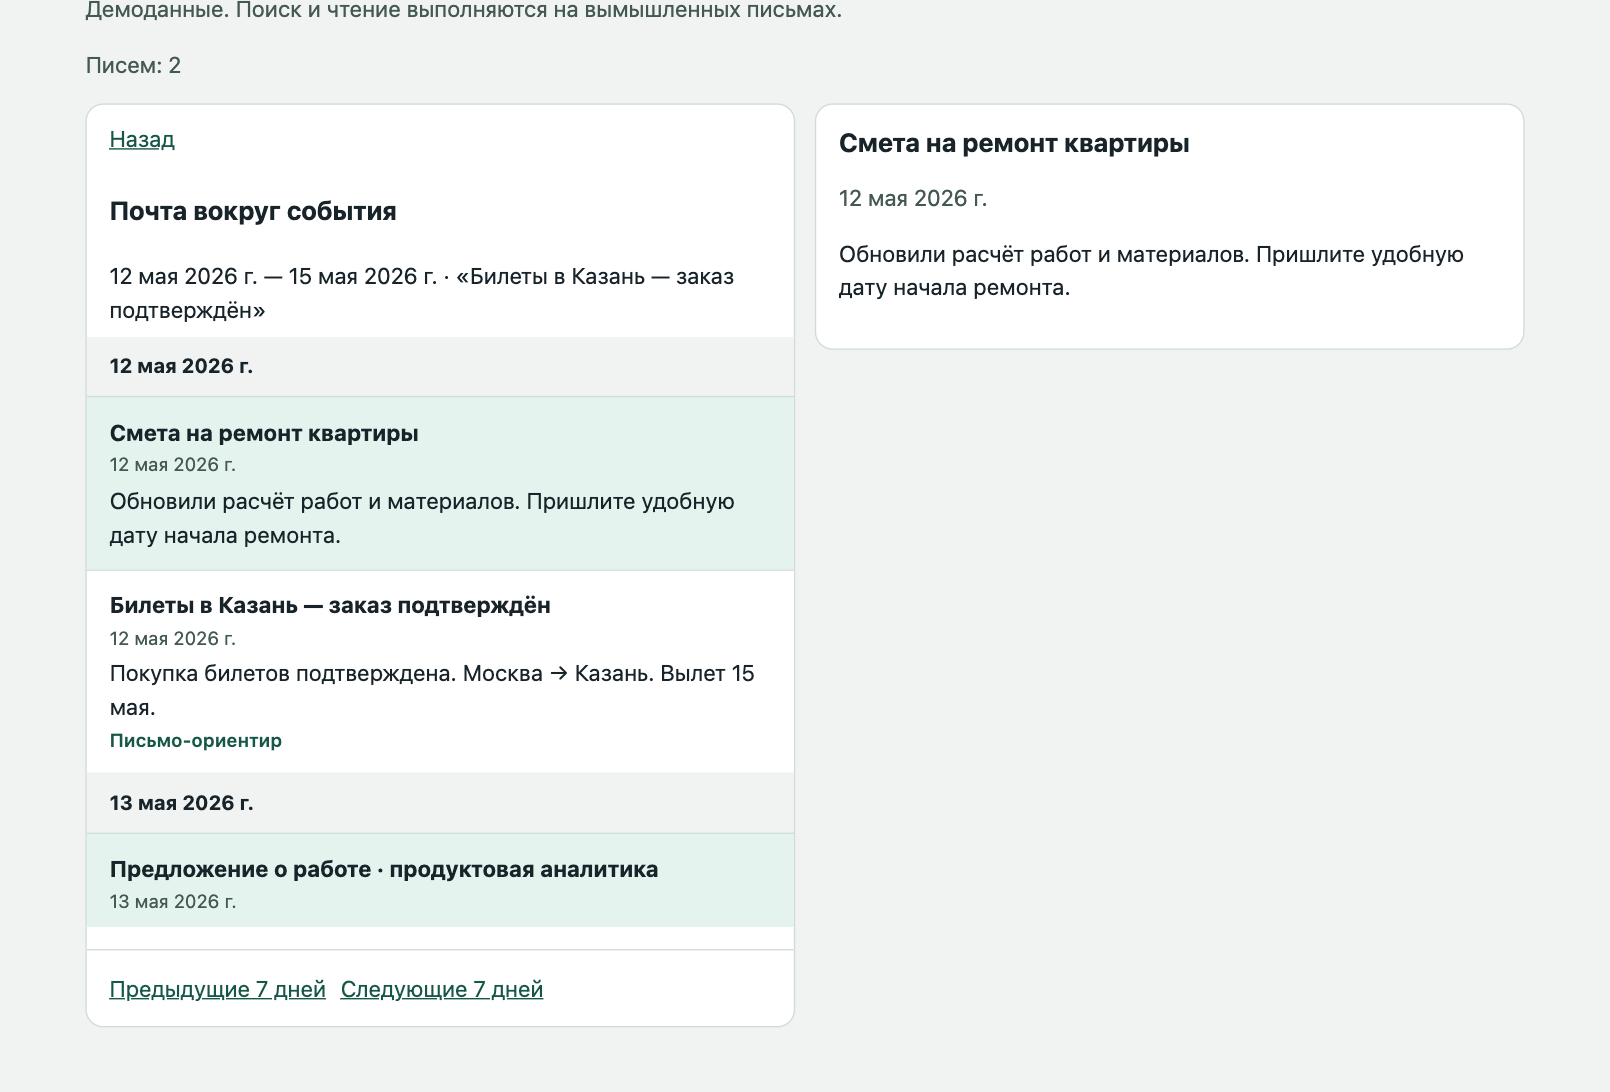 Демоданные. Поиск и чтение выполняются на вымышленных письмах.
Писем: 2
Назад
Почта вокруг события
12 мая 2026 г. — 15 мая 2026 г. · «Билеты в Казань — заказ
подтверждён»
12 мая 2026 г.
Смета на ремонт квартиры
12 мая 2026 г.
Обновили расчёт работ и материалов. Пришлите удобную
дату начала ремонта.
Билеты в Казань — заказ подтверждён
12 мая 2026 г.
Покупка билетов подтверждена. Москва → Казань. Вылет 15
мая.
Письмо-ориентир
13 мая 2026 г.
Предложение о работе · продуктовая аналитика
13 мая 2026 г.
Предыдущие 7 дней Следующие 7 дней
Смета на ремонт квартиры
12 мая 2026 г.
Обновили расчёт работ и материалов. Пришлите удобную
дату начала ремонта.